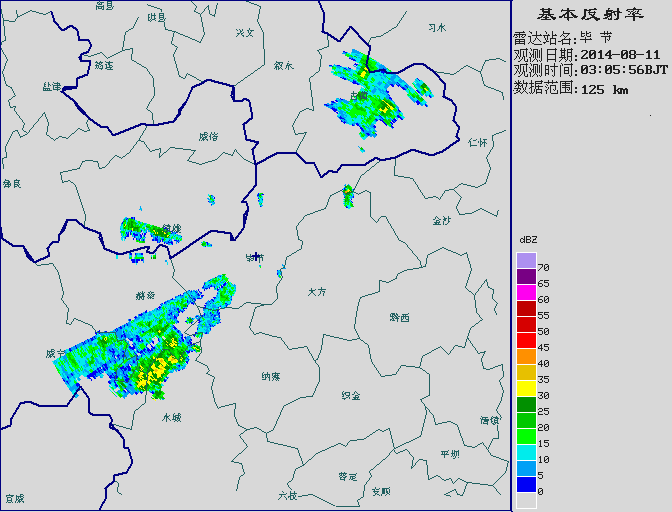 基本反射率
雷达站名:毕 节
观测日期:2014-08-11
观测时间:03:05:56BJT
数据范围:125 km
dBZ
70
65
60
55
50
45
40
35
30
25
20
15
10
5
0
高县
珙县
兴文
习水
筠连
叙水
盐津
古蔺
威信
仁怀
彝良
镇雄
金沙
毕节
赫章
大方
黔西
威宁
纳雍
织金
水城
清镇
平坝
普定
六枝
安顺
宣威